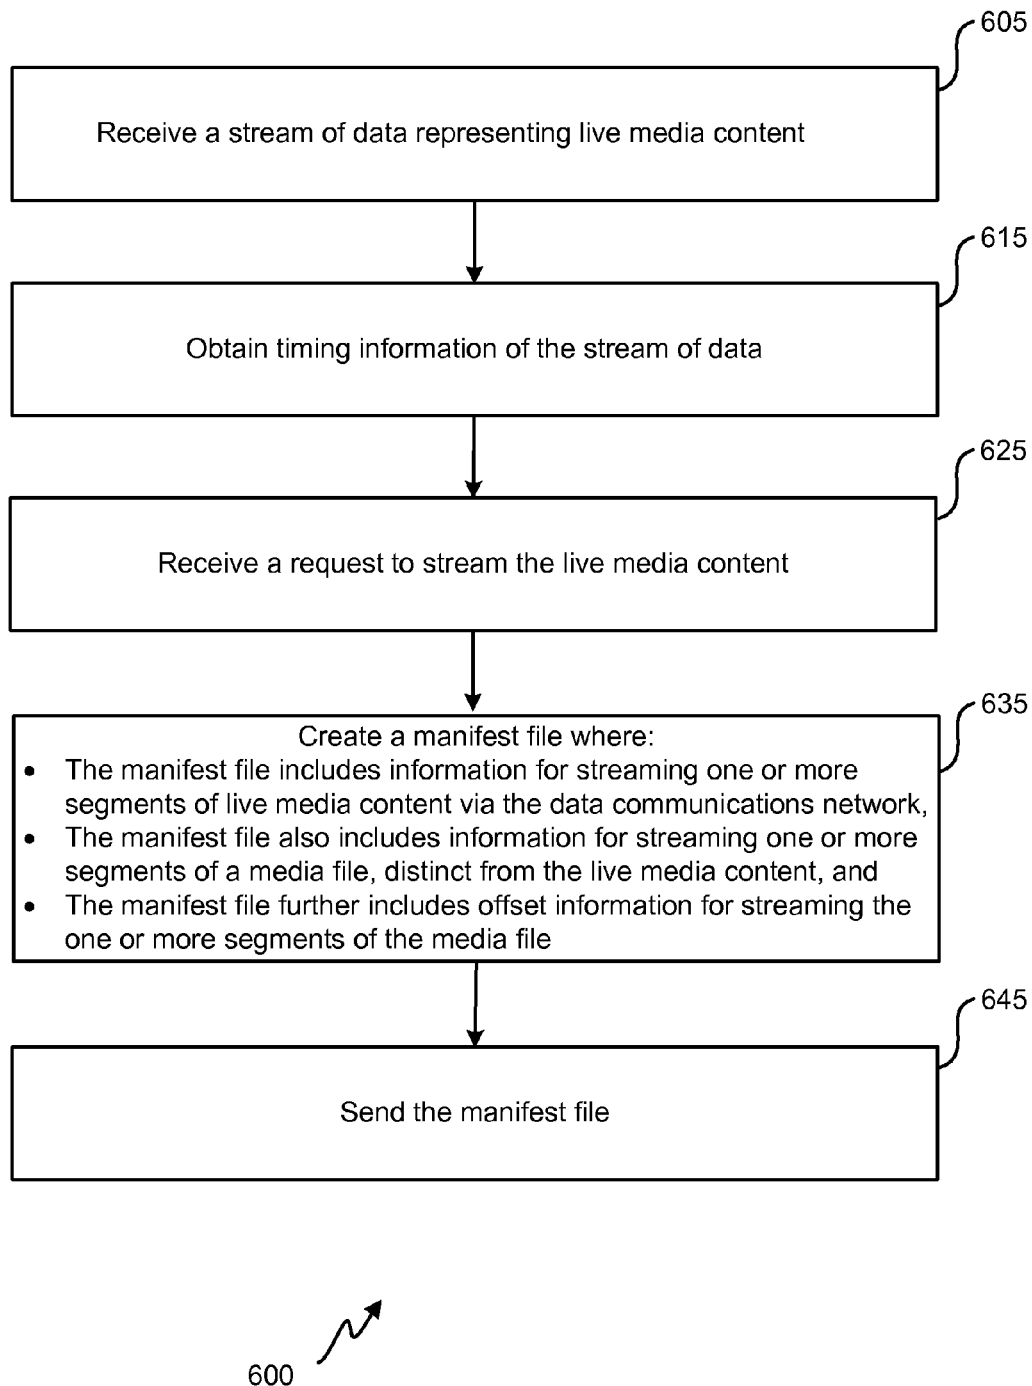 605
Receive a stream of data representing live media content
615
Obtain timing information of the stream of data
625
Receive a request to stream the live media content
635
Create a manifest file where:
• The manifest file includes information for streaming one or more
segments of live media content via the data communications network,
• The manifest file also includes information for streaming one or more
segments of a media file, distinct from the live media content, and
• The manifest file further includes offset information for streaming the
one or more segments of the media file
645
Send the manifest file
600